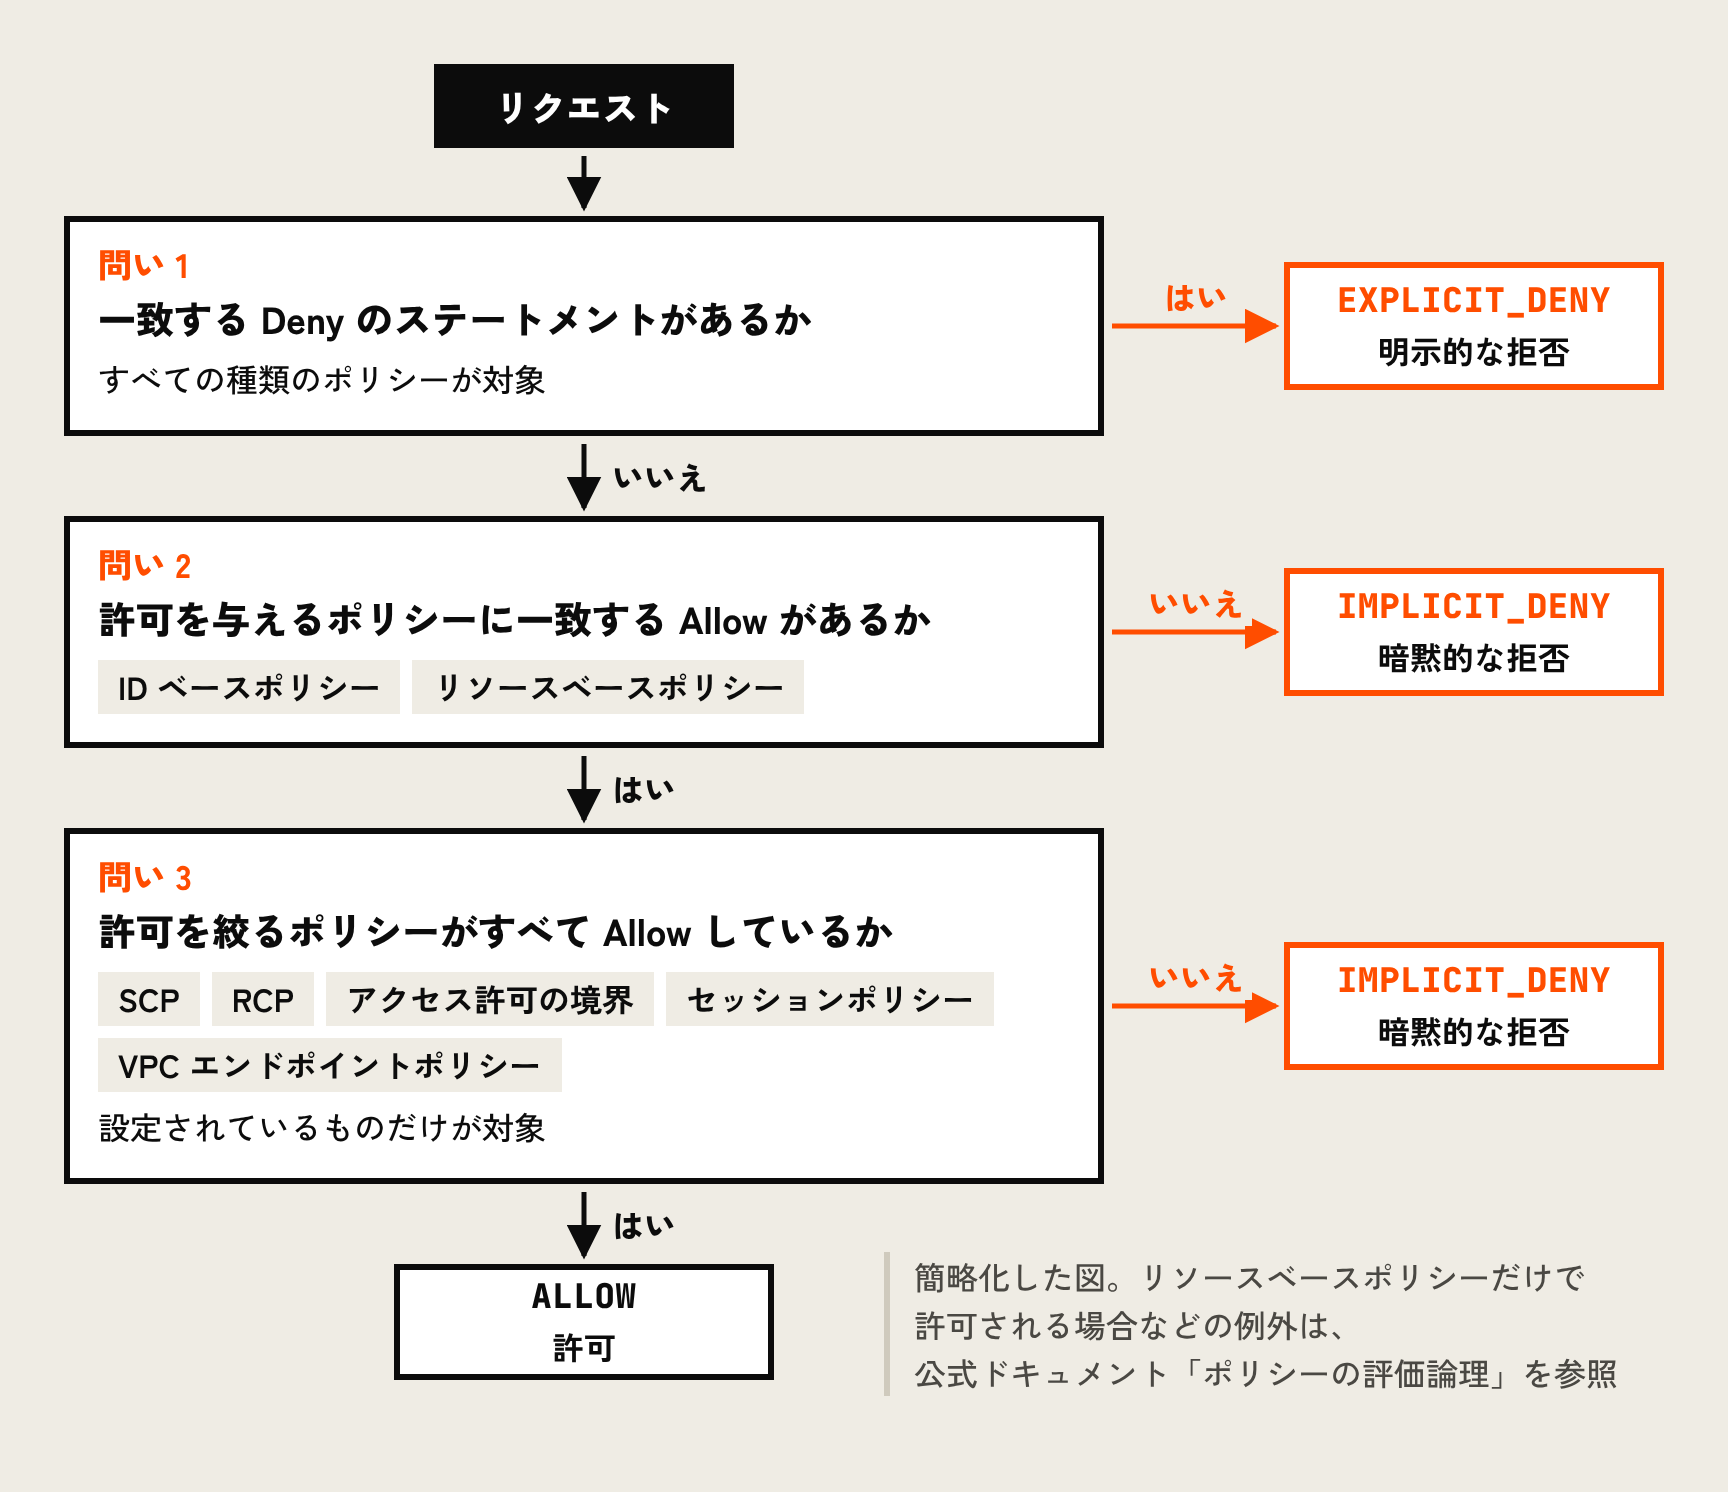 リクエスト
問い 1
一致する Deny のステートメントがあるか
すべての種類のポリシーが対象
はい
EXPLICIT_DENY
明示的な拒否
いいえ
問い 2
許可を与えるポリシーに一致する Allow があるか
ID ベースポリシー
リソースベースポリシー
いいえ
IMPLICIT_DENY
暗黙的な拒否
はい
問い 3
許可を絞るポリシーがすべて Allow しているか
SCP
RCP
アクセス許可の境界
セッションポリシー
VPC エンドポイントポリシー
設定されているものだけが対象
いいえ
IMPLICIT_DENY
暗黙的な拒否
はい
ALLOW
許可
簡略化した図。リソースベースポリシーだけで
許可される場合などの例外は、
公式ドキュメント「ポリシーの評価論理」を参照